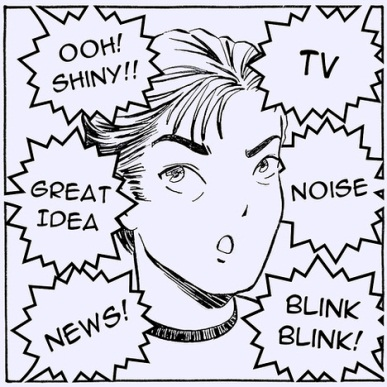 OOH!
SHINY!!
TV
GREAT
IDEA
NOISE
NEWS!
BLINK
BLINK!